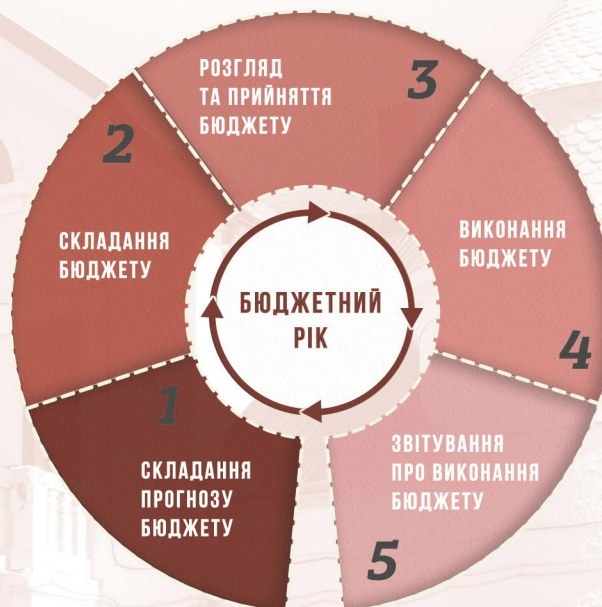 1
СКЛАДАННЯ
ПРОГНОЗУ
БЮДЖЕТУ
2
СКЛАДАННЯ
БЮДЖЕТУ
3
РОЗГЛЯД
ТА ПРИЙНЯТТЯ
БЮДЖЕТУ
4
ВИКОНАННЯ
БЮДЖЕТУ
5
ЗВІТУВАННЯ
ПРО ВИКОНАННЯ
БЮДЖЕТУ
БЮДЖЕТНИЙ
РІК